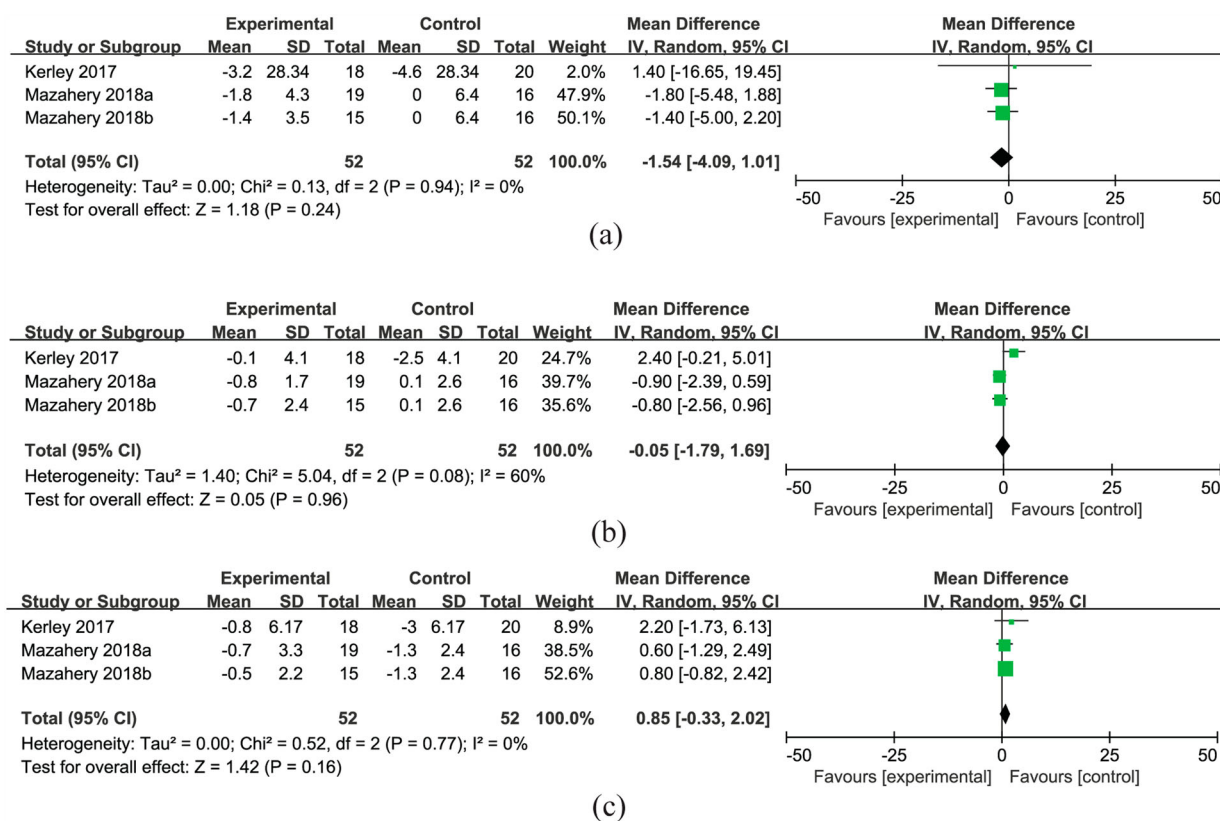 Experimental Control Mean Difference Mean Difference
Study or Subgroup Mean SD Total Mean SD Total Weight IV, Random, 95% CI IV, Random, 95% CI
Kerley 2017 -3.2 28.34 18 -4.6 28.34 20 2.0% 1.40 [-16.65, 19.45]
Mazahery 2018a -1.8 4.3 19 0 6.4 16 47.9% -1.80 [-5.48, 1.88]
Mazahery 2018b -1.4 3.5 15 0 6.4 16 50.1% -1.40 [-5.00, 2.20]
Total (95% CI) 52 52 100.0% -1.54 [-4.09, 1.01]
Heterogeneity: Tau² = 0.00; Chi² = 0.13, df = 2 (P = 0.94); I² = 0%
Test for overall effect: Z = 1.18 (P = 0.24)
-50 -25 0 25 50
Favours [experimental] Favours [control]
(a)
Experimental Control Mean Difference Mean Difference
Study or Subgroup Mean SD Total Mean SD Total Weight IV, Random, 95% CI IV, Random, 95% CI
Kerley 2017 -0.1 4.1 18 -2.5 4.1 20 24.7% 2.40 [-0.21, 5.01]
Mazahery 2018a -0.8 1.7 19 0.1 2.6 16 39.7% -0.90 [-2.39, 0.59]
Mazahery 2018b -0.7 2.4 15 0.1 2.6 16 35.6% -0.80 [-2.56, 0.96]
Total (95% CI) 52 52 100.0% -0.05 [-1.79, 1.69]
Heterogeneity: Tau² = 1.40; Chi² = 5.04, df = 2 (P = 0.08); I² = 60%
Test for overall effect: Z = 0.05 (P = 0.96)
-50 -25 0 25 50
Favours [experimental] Favours [control]
(b)
Experimental Control Mean Difference Mean Difference
Study or Subgroup Mean SD Total Mean SD Total Weight IV, Random, 95% CI IV, Random, 95% CI
Kerley 2017 -0.8 6.17 18 -3 6.17 20 8.9% 2.20 [-1.73, 6.13]
Mazahery 2018a -0.7 3.3 19 -1.3 2.4 16 38.5% 0.60 [-1.29, 2.49]
Mazahery 2018b -0.5 2.2 15 -1.3 2.4 16 52.6% 0.80 [-0.82, 2.42]
Total (95% CI) 52 52 100.0% 0.85 [-0.33, 2.02]
Heterogeneity: Tau² = 0.00; Chi² = 0.52, df = 2 (P = 0.77); I² = 0%
Test for overall effect: Z = 1.42 (P = 0.16)
-50 -25 0 25 50
Favours [experimental] Favours [control]
(c)